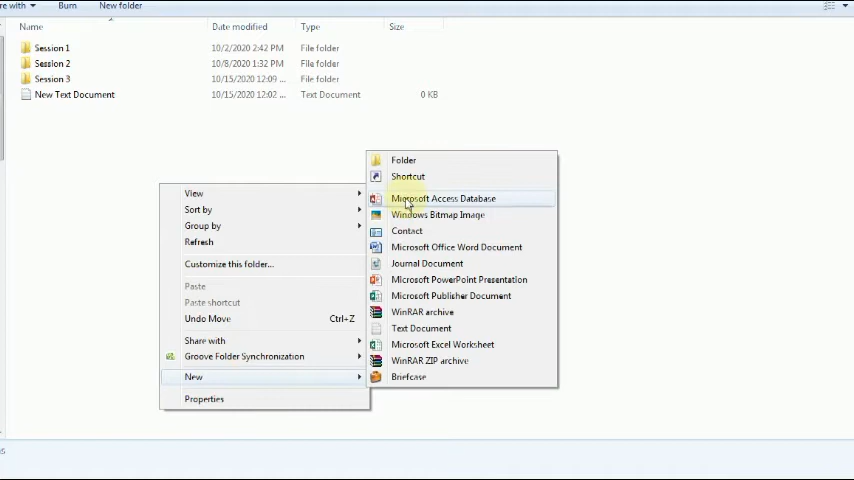 re with Burn New folder
Name Date modified Type Size
Session 1 10/2/2020 2:42 PM File folder
Session 2 10/8/2020 1:32 PM File folder
Session 3 10/15/2020 12:09 ... File folder
New Text Document 10/15/2020 12:02 ... Text Document 0 KB
View
Sort by
Group by
Refresh
Customize this folder...
Paste
Paste shortcut
Undo Move Ctrl+Z
Share with
Groove Folder Synchronization
New
Properties
Folder
Shortcut
Microsoft Access Database
Windows Bitmap Image
Contact
Microsoft Office Word Document
Journal Document
Microsoft PowerPoint Presentation
Microsoft Publisher Document
WinRAR archive
Text Document
Microsoft Excel Worksheet
WinRAR ZIP archive
Briefcase